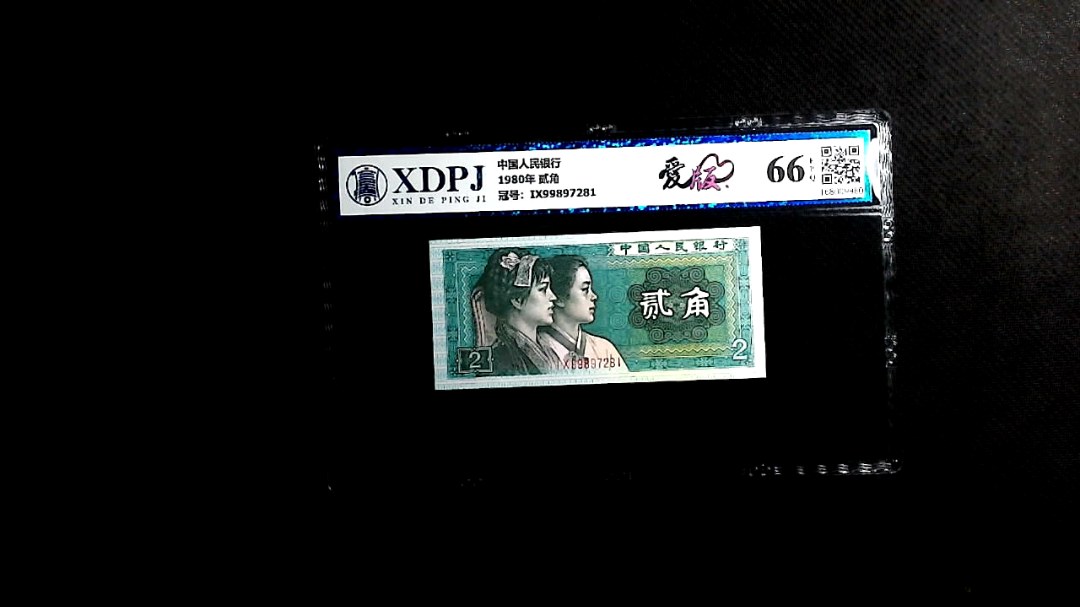 XDPJ
XIN DE PING JI
中国人民银行
1980年 贰角
冠号：IX99897281
爱版
66
中国人民银行
贰角
2
IX99897281
2